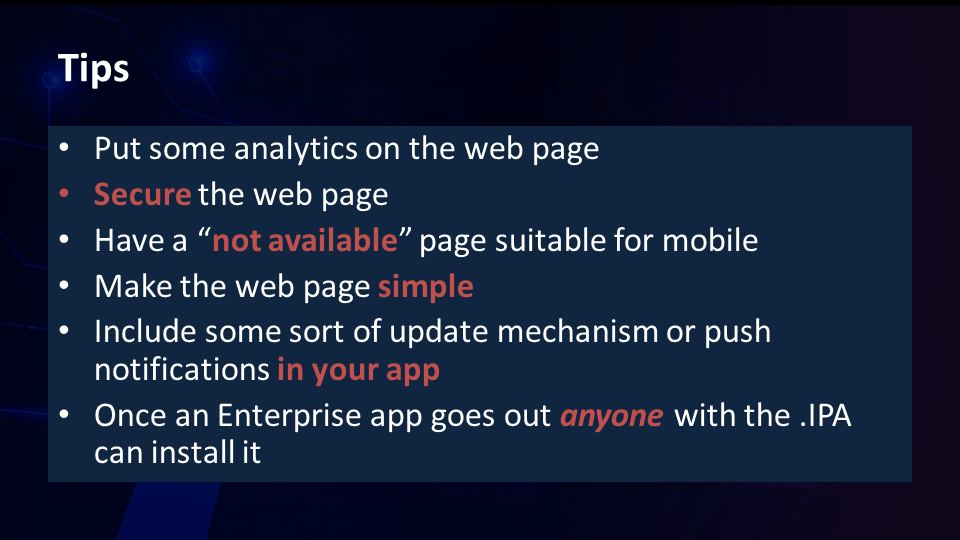 Tips
• Put some analytics on the web page
• Secure the web page
• Have a “not available” page suitable for mobile
• Make the web page simple
• Include some sort of update mechanism or push
notifications in your app
• Once an Enterprise app goes out anyone with the .IPA
can install it